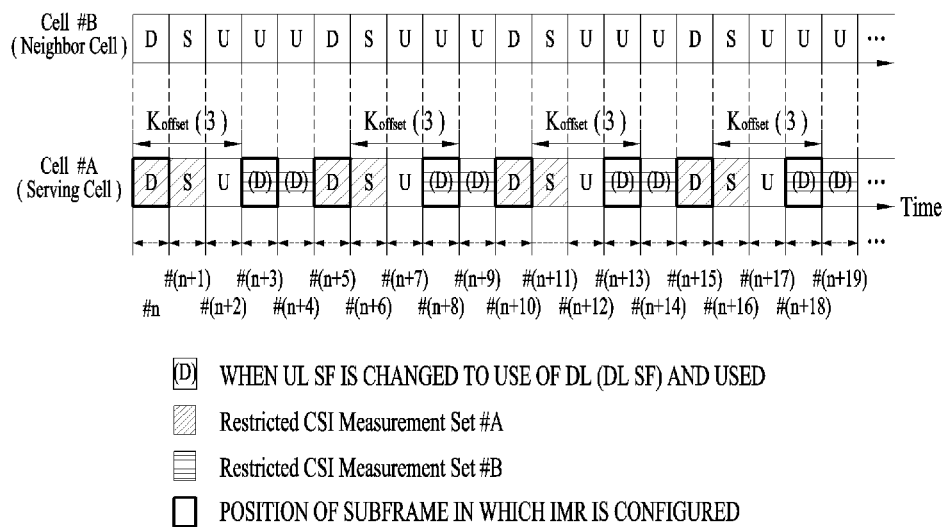 Cell #B
( Neighbor Cell )
D S U U U D S U U U D S U U U D S U U U ...
Koffset ( 3 ) Koffset ( 3 ) Koffset ( 3 ) Koffset ( 3 )
Cell #A
( Serving Cell )
D S U (D) (D) D S U (D) (D) D S U (D) (D) D S U (D) (D) ...
Time
...
#(n+1) #(n+3) #(n+5) #(n+7) #(n+9) #(n+11) #(n+13) #(n+15) #(n+17) #(n+19)
#n #(n+2) #(n+4) #(n+6) #(n+8) #(n+10) #(n+12) #(n+14) #(n+16) #(n+18)
(D) WHEN UL SF IS CHANGED TO USE OF DL (DL SF) AND USED
Restricted CSI Measurement Set #A
Restricted CSI Measurement Set #B
POSITION OF SUBFRAME IN WHICH IMR IS CONFIGURED